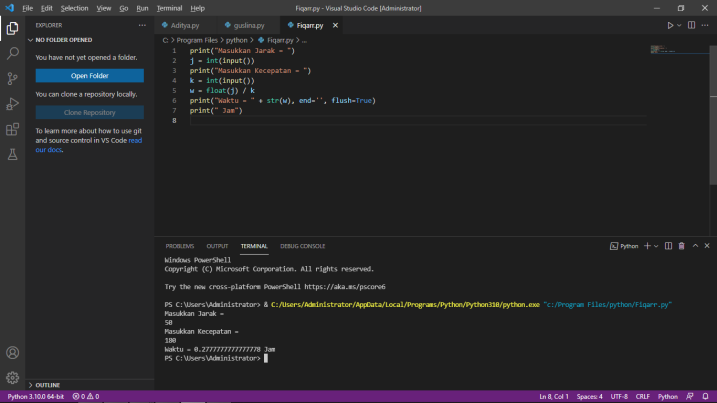 File Edit Selection View Go Run Terminal Help
Fiqarr.py - Visual Studio Code [Administrator]
EXPLORER
NO FOLDER OPENED
You have not yet opened a folder.
Open Folder
You can clone a repository locally.
Clone Repository
To learn more about how to use git
and source control in VS Code read
our docs.
OUTLINE
Aditya.py
guslina.py
Fiqarr.py
C: > Program Files > python > Fiqarr.py > ...
1 print("Masukkan Jarak = ")
2 j = int(input())
3 print("Masukkan Kecepatan = ")
4 k = int(input())
5 w = float(j) / k
6 print("Waktu = " + str(w), end='', flush=True)
7 print(" Jam")
8
PROBLEMS OUTPUT TERMINAL DEBUG CONSOLE
Python
Windows PowerShell
Copyright (C) Microsoft Corporation. All rights reserved.
Try the new cross-platform PowerShell https://aka.ms/pscore6
PS C:\Users\Administrator> & C:/Users/Administrator/AppData/Local/Programs/Python/Python310/python.exe "c:/Program Files/python/Fiqarr.py"
Masukkan Jarak =
50
Masukkan Kecepatan =
180
Waktu = 0.2777777777777778 Jam
PS C:\Users\Administrator>
Python 3.10.0 64-bit 0 0
Ln 8, Col 1 Spaces: 4 UTF-8 CRLF Python